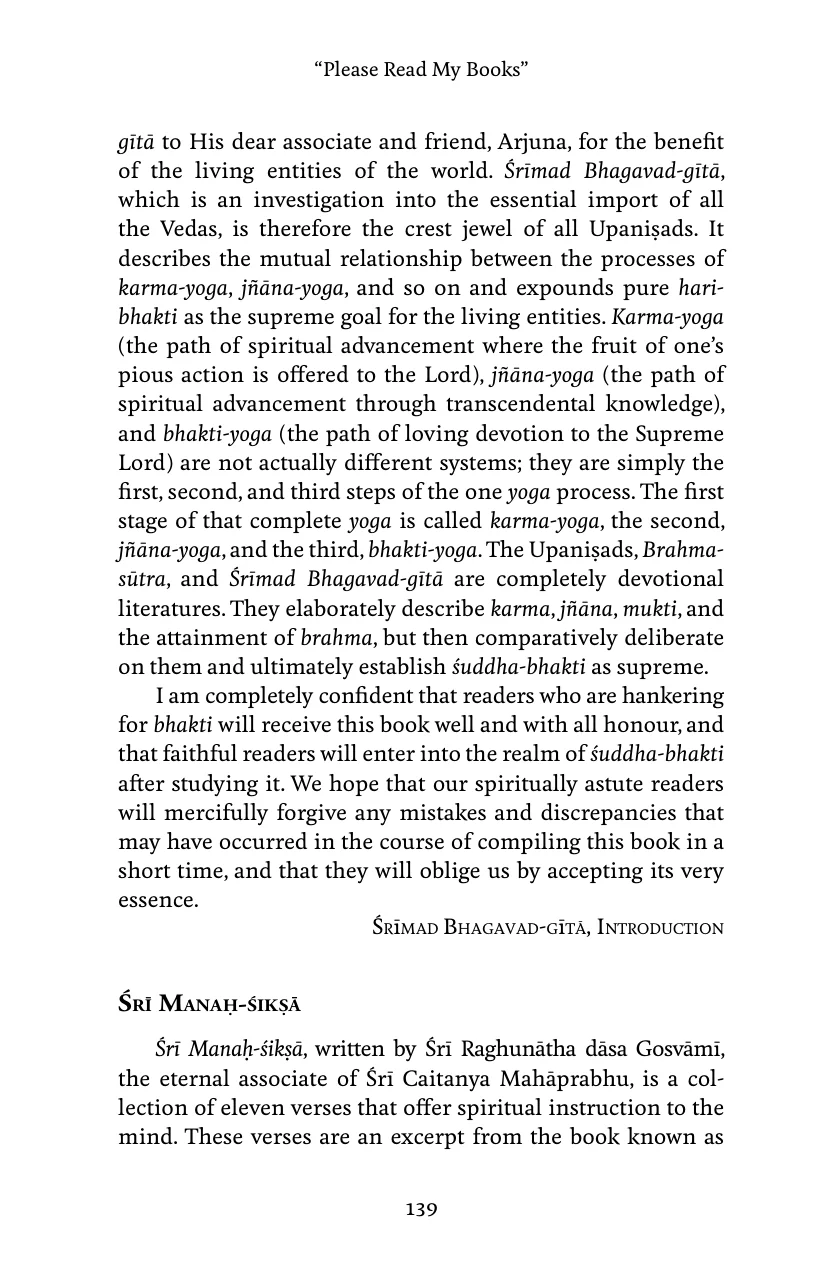 “Please Read My Books”
gītā to His dear associate and friend, Arjuna, for the benefit
of the living entities of the world. Śrīmad Bhagavad-gītā,
which is an investigation into the essential import of all
the Vedas, is therefore the crest jewel of all Upaniṣads. It
describes the mutual relationship between the processes of
karma-yoga, jñāna-yoga, and so on and expounds pure hari-
bhakti as the supreme goal for the living entities. Karma-yoga
(the path of spiritual advancement where the fruit of one’s
pious action is offered to the Lord), jñāna-yoga (the path of
spiritual advancement through transcendental knowledge),
and bhakti-yoga (the path of loving devotion to the Supreme
Lord) are not actually different systems; they are simply the
first, second, and third steps of the one yoga process. The first
stage of that complete yoga is called karma-yoga, the second,
jñāna-yoga, and the third, bhakti-yoga. The Upaniṣads, Brahma-
sūtra, and Śrīmad Bhagavad-gītā are completely devotional
literatures. They elaborately describe karma, jñāna, mukti, and
the attainment of brahma, but then comparatively deliberate
on them and ultimately establish śuddha-bhakti as supreme.
I am completely confident that readers who are hankering
for bhakti will receive this book well and with all honour, and
that faithful readers will enter into the realm of śuddha-bhakti
after studying it. We hope that our spiritually astute readers
will mercifully forgive any mistakes and discrepancies that
may have occurred in the course of compiling this book in a
short time, and that they will oblige us by accepting its very
essence.
Śrīmad Bhagavad-gītā, Introduction
Śrī Manaḥ-śikṣā
Śrī Manaḥ-śikṣā, written by Śrī Raghunātha dāsa Gosvāmī,
the eternal associate of Śrī Caitanya Mahāprabhu, is a col-
lection of eleven verses that offer spiritual instruction to the
mind. These verses are an excerpt from the book known as
139